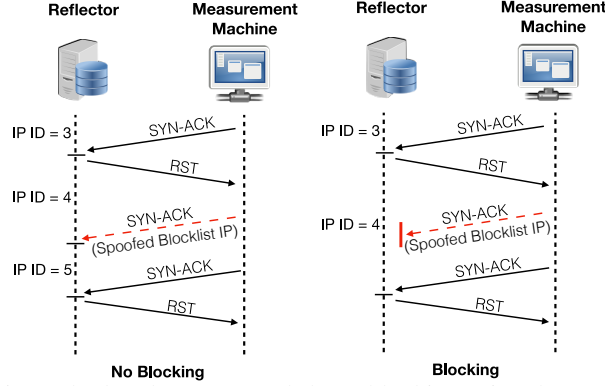 Reflector
Measurement
Machine
IP ID = 3
SYN-ACK
RST
IP ID = 4
SYN-ACK
(Spoofed Blocklist IP)
IP ID = 5
SYN-ACK
RST
No Blocking
Reflector
Measurement
Machine
IP ID = 3
SYN-ACK
RST
IP ID = 4
SYN-ACK
(Spoofed Blocklist IP)
SYN-ACK
RST
Blocking